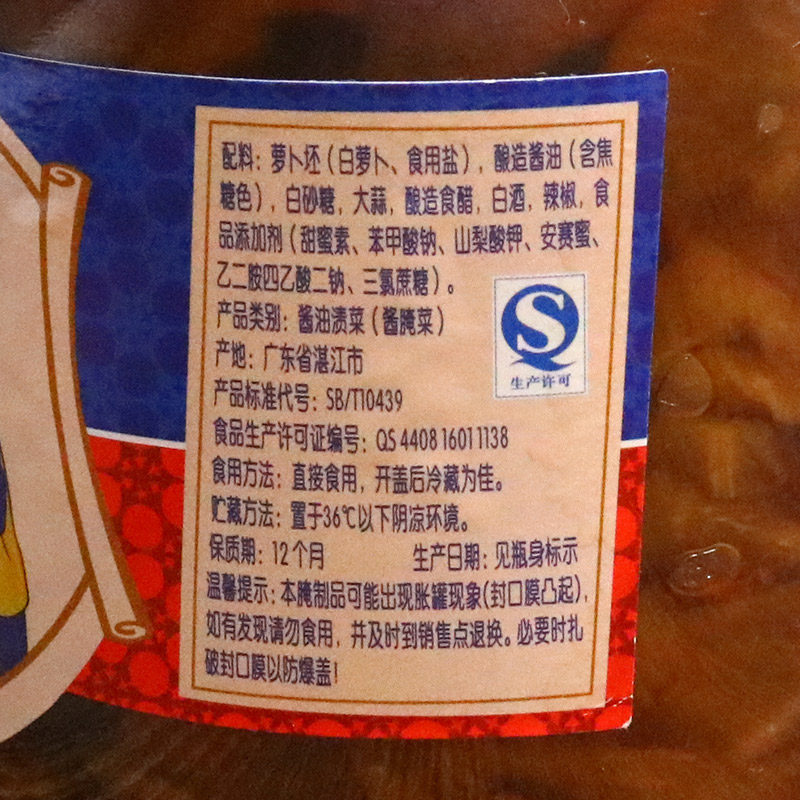 配料：萝卜坯（白萝卜、食用盐），酿造酱油（含焦
糖色），白砂糖，大蒜，酿造食醋，白酒，辣椒，食
品添加剂（甜蜜素、苯甲酸钠、山梨酸钾、安赛蜜、
乙二胺四乙酸二钠、三氯蔗糖）。
产品类别：酱油渍菜（酱腌菜）
产地：广东省湛江市
产品标准代号：SB/T10439
食品生产许可证编号：QS 4408 1601 1138
食用方法：直接食用，开盖后冷藏为佳。
贮藏方法：置于36℃以下阴凉环境。
保质期：12个月 生产日期：见瓶身标示
温馨提示：本腌制品可能出现胀罐现象(封口膜凸起)，
如有发现请勿食用，并及时到销售点退换。必要时扎
破封口膜以防爆盖！
QS
生产许可